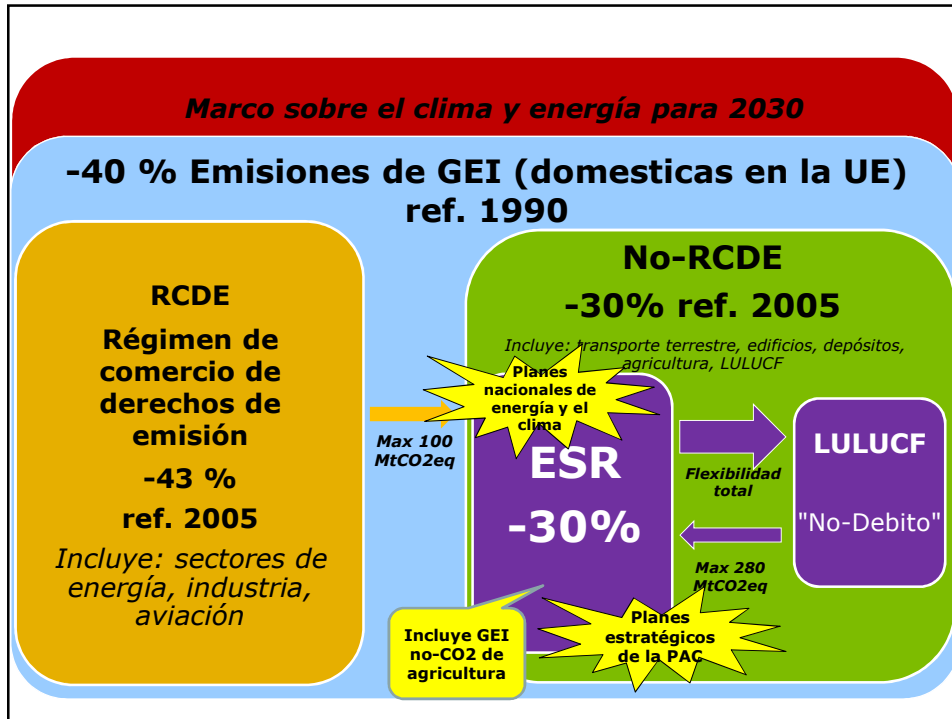 Marco sobre el clima y energía para 2030
-40 % Emisiones de GEI (domesticas en la UE)
ref. 1990
RCDE
Régimen de
comercio de
derechos de
emisión
-43 %
ref. 2005
Incluye: sectores de
energía, industria,
aviación
Max 100
MtCO2eq
No-RCDE
-30% ref. 2005
Incluye: transporte terrestre, edificios, depósitos,
agricultura, LULUCF
Planes
nacionales de
energía y el
clima
ESR
-30%
Flexibilidad
total
Max 280
MtCO2eq
LULUCF
"No-Debito"
Incluye GEI
no-CO2 de
agricultura
Planes
estratégicos
de la PAC